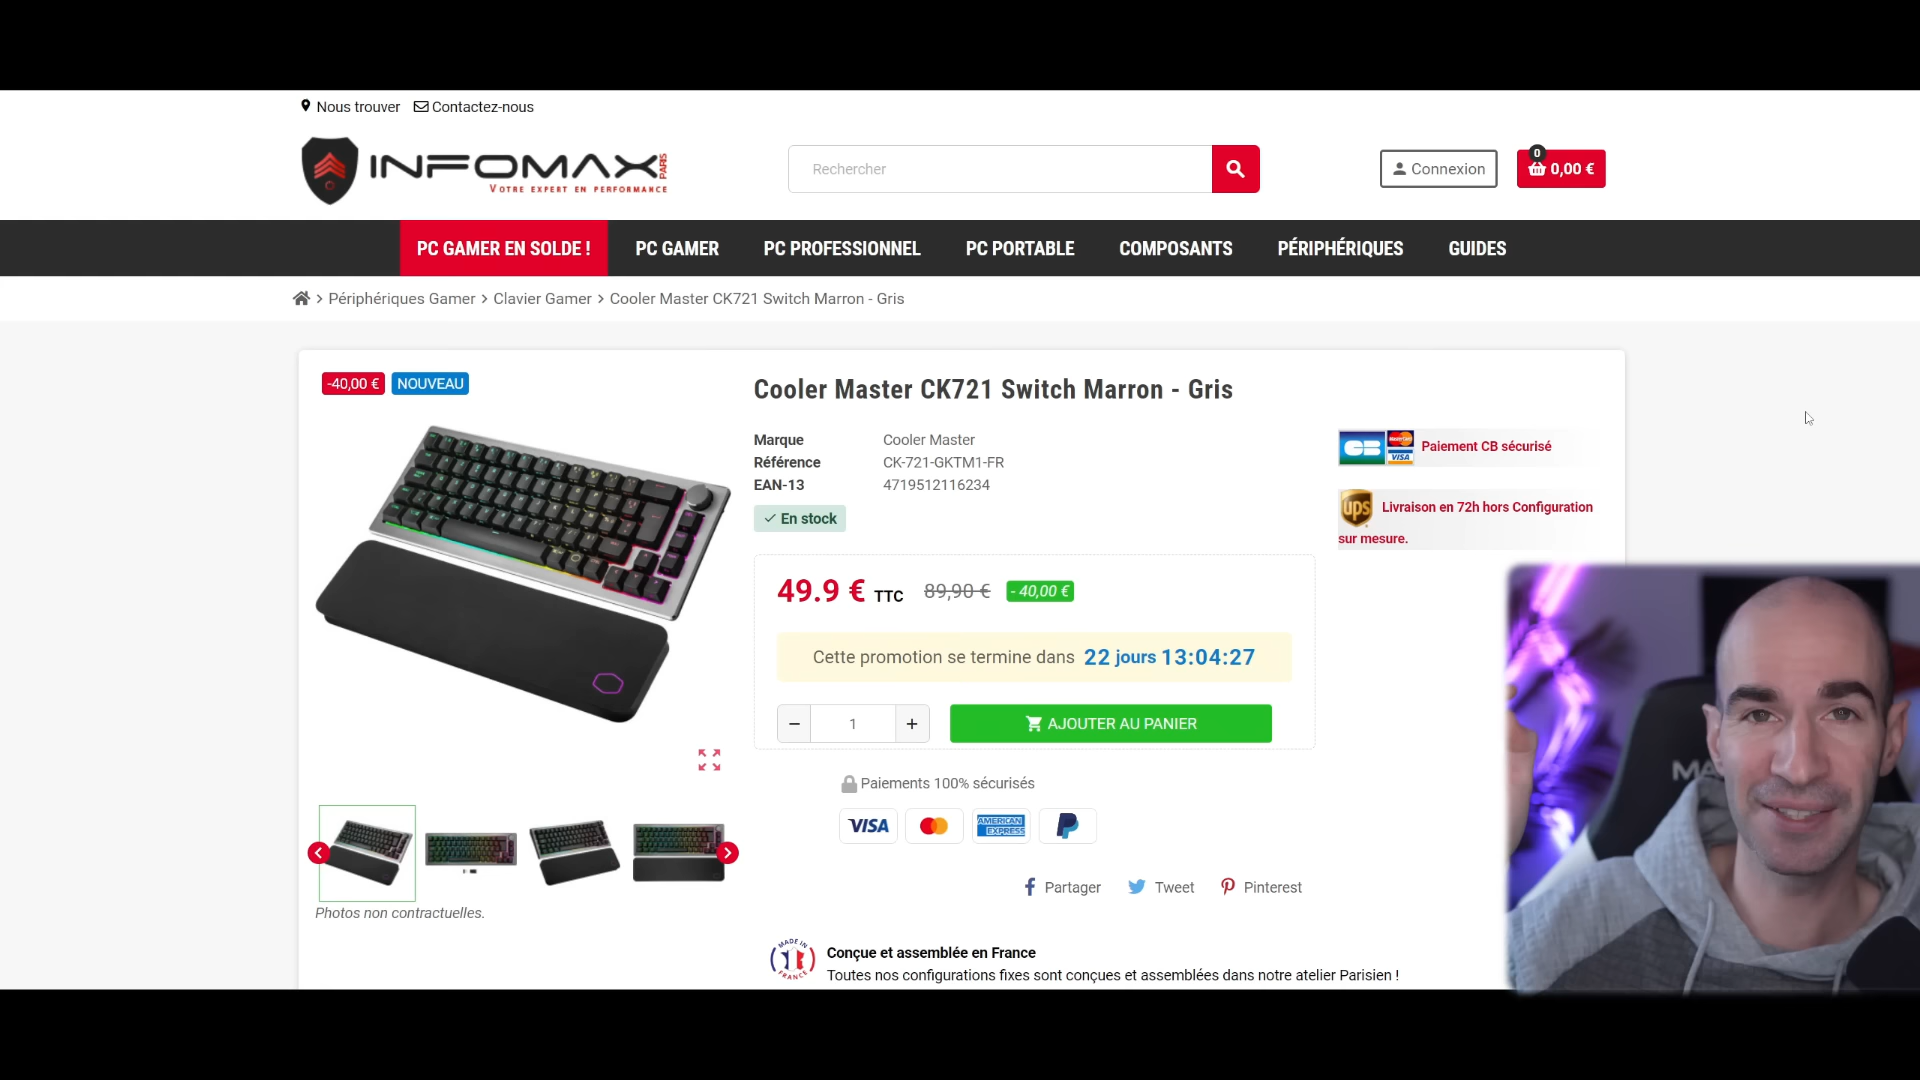 Nous trouver Contactez-nous
INFOMAX PARIS
VOTRE EXPERT EN PERFORMANCE
Rechercher
Connexion
0
0,00 €
PC GAMER EN SOLDE ! PC GAMER PC PROFESSIONNEL PC PORTABLE COMPOSANTS PÉRIPHÉRIQUES GUIDES
Périphériques Gamer > Clavier Gamer > Cooler Master CK721 Switch Marron - Gris
-40,00 € NOUVEAU
Cooler Master CK721 Switch Marron - Gris
Marque Cooler Master
Référence CK-721-GKTM1-FR
EAN-13 4719512116234
En stock
CB MasterCard VISA Paiement CB sécurisé
ups Livraison en 72h hors Configuration
sur mesure.
49.9 € TTC 89,90 € - 40,00 €
Cette promotion se termine dans 22 jours 13:04:27
− 1 + AJOUTER AU PANIER
Paiements 100% sécurisés
VISA AMERICAN EXPRESS
Partager Tweet Pinterest
Photos non contractuelles.
MADE IN FRANCE
Conçue et assemblée en France
Toutes nos configurations fixes sont conçues et assemblées dans notre atelier Parisien !